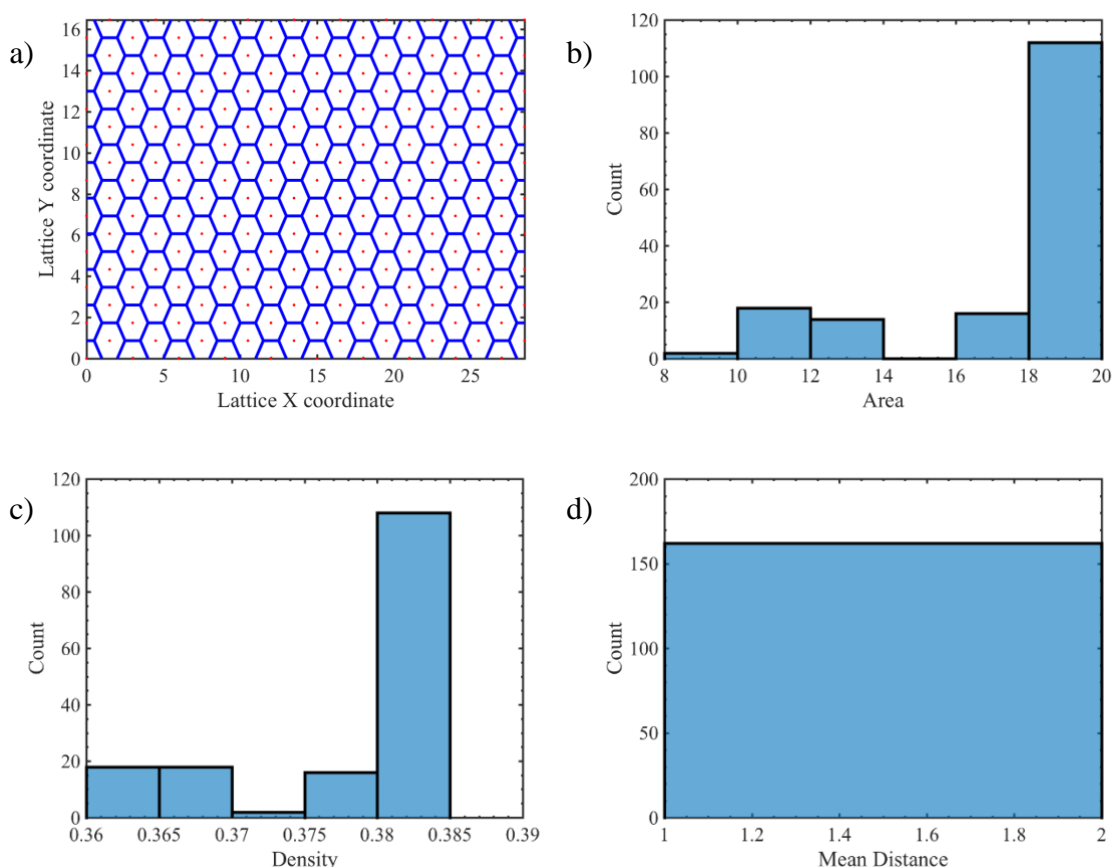 a)
16
14
12
10
8
6
4
2
0
Lattice Y coordinate
0 5 10 15 20 25
Lattice X coordinate
b)
120
100
80
60
40
20
0
Count
8 10 12 14 16 18 20
Area
c)
120
100
80
60
40
20
0
Count
0.36 0.365 0.37 0.375 0.38 0.385 0.39
Density
d)
200
150
100
50
0
Count
1 1.2 1.4 1.6 1.8 2
Mean Distance